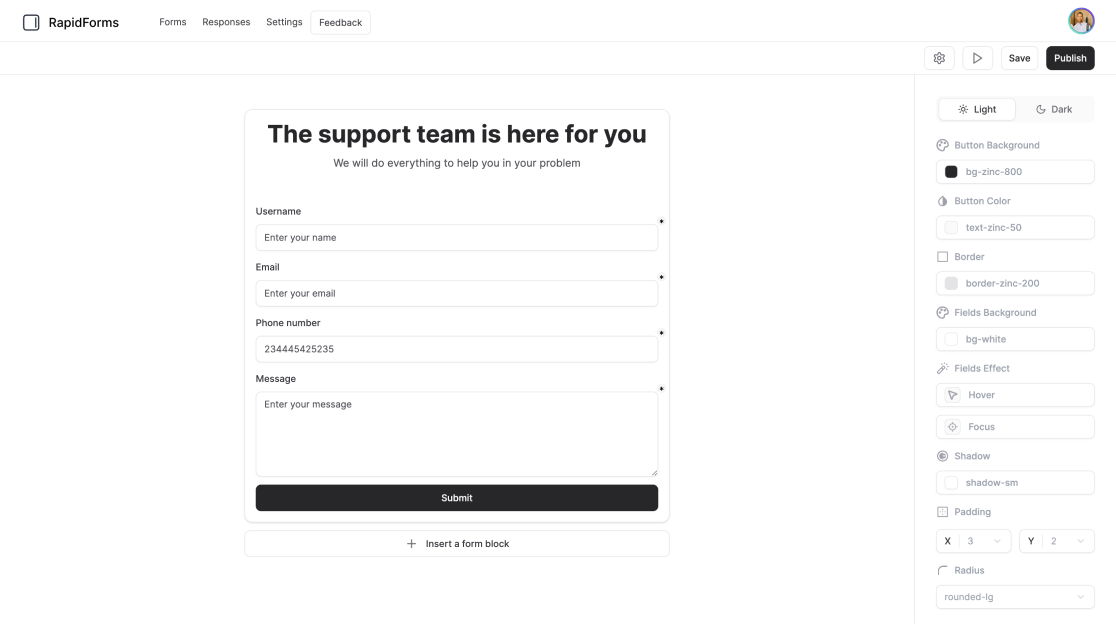 RapidForms
Forms
Responses
Settings
Feedback
Save
Publish
The support team is here for you
We will do everything to help you in your problem
Username
*
Enter your name
Email
*
Enter your email
Phone number
*
234445425235
Message
*
Enter your message
Submit
+ Insert a form block
Light
Dark
Button Background
bg-zinc-800
Button Color
text-zinc-50
Border
border-zinc-200
Fields Background
bg-white
Fields Effect
Hover
Focus
Shadow
shadow-sm
Padding
X 3
Y 2
Radius
rounded-lg